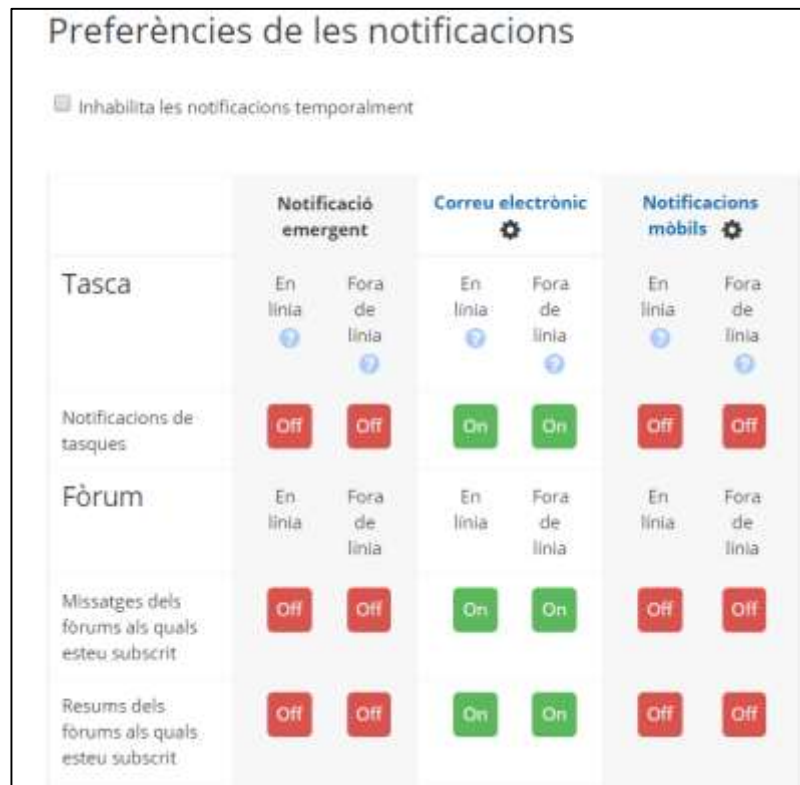 Preferències de les notificacions
Inhabilita les notificacions temporalment
Notificació
emergent
Correu electrònic
Notificacions
mòbils
Tasca
En
línia
?
Fora
de
línia
?
En
línia
?
Fora
de
línia
?
En
línia
?
Fora
de
línia
?
Notificacions de
tasques
Off Off On On Off Off
Fòrum
En
línia
Fora
de
línia
En
línia
Fora
de
línia
En
línia
Fora
de
línia
Missatges dels
fòrums als quals
esteu subscrit
Off Off On On Off Off
Resums dels
fòrums als quals
esteu subscrit
Off Off On On Off Off